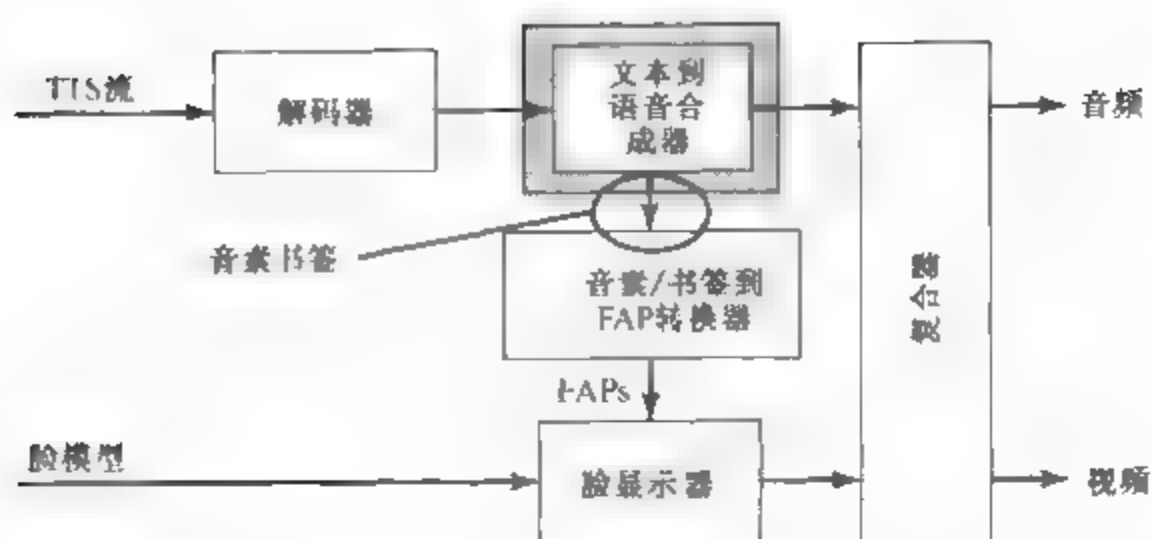 TTS流
解码器
文本到
语音合
成器
音频
音素书签
音素/书签到
FAP转换器
复合器
FAPs
脸模型
脸显示器
视频